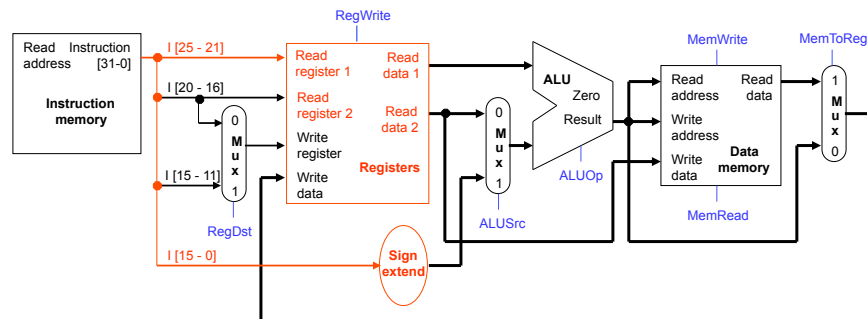 RegWrite
Read Instruction
address [31-0]
Instruction
memory
I [25 - 21]
I [20 - 16]
I [15 - 11]
I [15 - 0]
0
M
u
x
1
RegDst
Read
register 1
Read
data 1
Read
register 2
Read
data 2
Write
register
Write
data
Registers
Sign
extend
0
M
u
x
1
ALUSrc
ALU
Zero
Result
ALUOp
MemWrite
Read
address
Read
data
Write
address
Write
data
Data
memory
MemRead
MemToReg
1
M
u
x
0